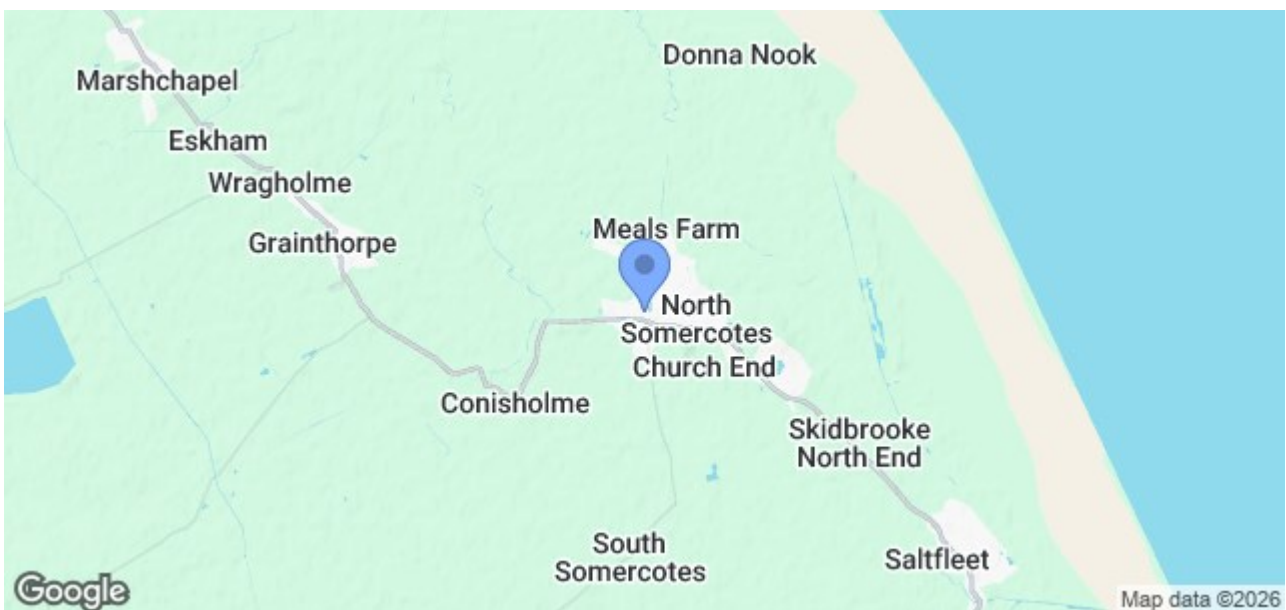 Donna Nook
Marshchapel
Eskham
Wragholme
Meals Farm
Grainthorpe
North
Somercotes
Church End
Conisholme
Skidbrooke
North End
South
Somercotes
Saltfleet
Google
Map data ©2026